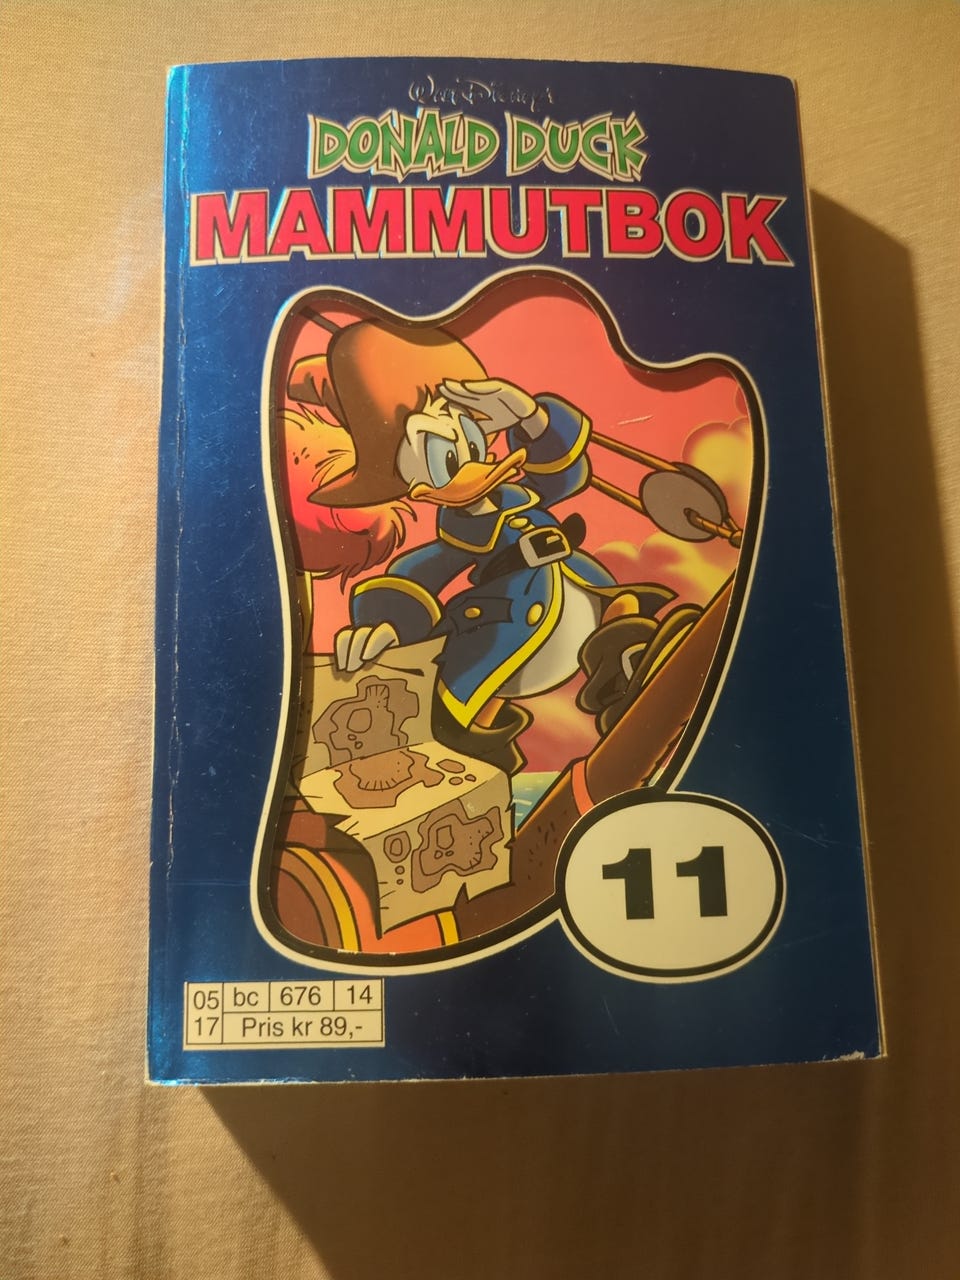 Walt Disney's
DONALD DUCK
MAMMUTBOK
11
05 bc 676 14
17 Pris kr 89,-